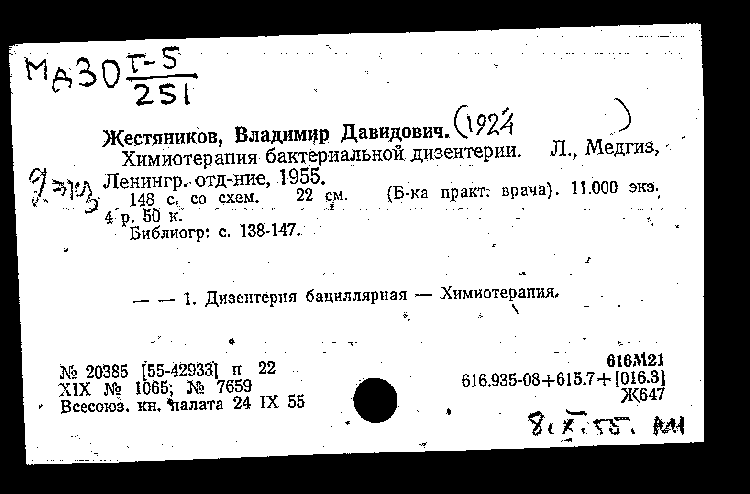 МдЗ0 Г-5
251
Жестяников, Владимир Давидович. (1924 )
Химиотерапия бактериальной дизентерии. Л., Медгиз,
Ленингр. отд-ние, 1955.
2 экз
148 с. со схем. 22 см. (Б-ка практ. врача). 11.000 экз.
4 р. 50 к.
Библиогр: с. 138-147.
— — 1. Дизентерия бациллярная — Химиотерапия.
№ 20385 [55-42933] п 22
XIX № 1065; № 7659
Всесоюз. кн. палата 24 IX 55
616М21
616.935-08+615.7+[016.3]
Ж647
8.X.55.